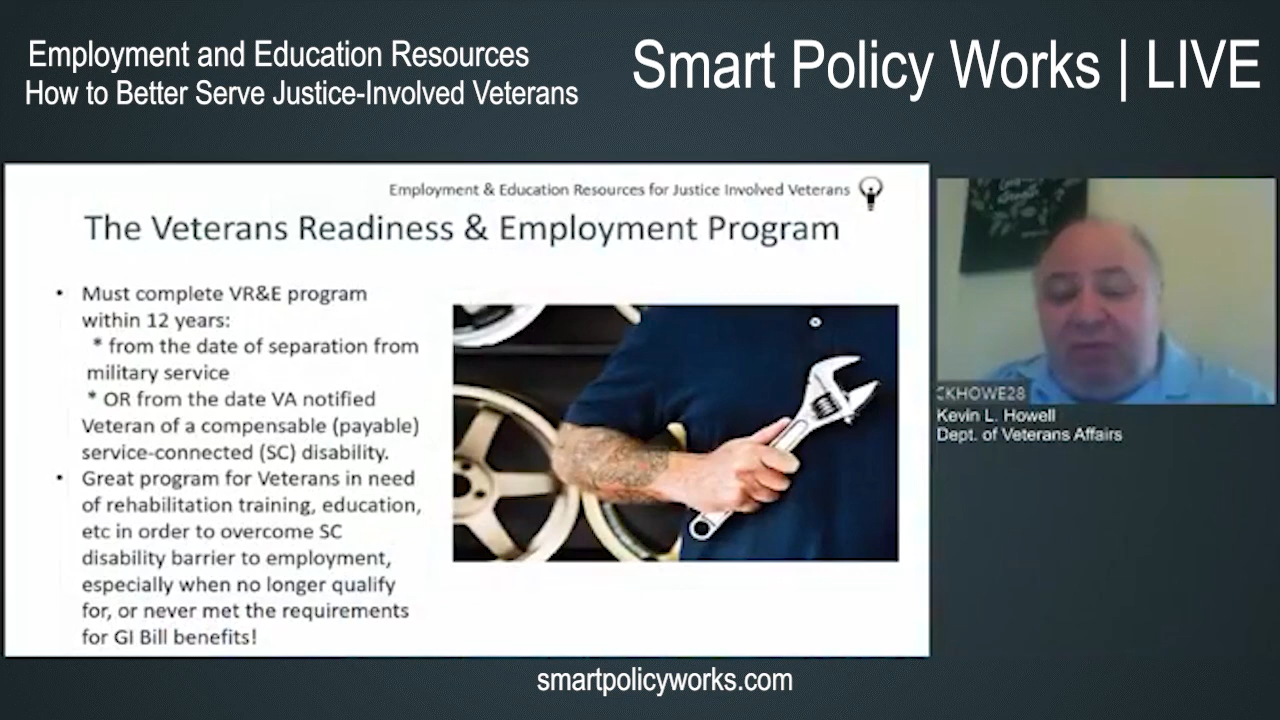 Employment and Education Resources
How to Better Serve Justice-Involved Veterans
Smart Policy Works | LIVE
Employment & Education Resources for Justice Involved Veterans
The Veterans Readiness & Employment Program
• Must complete VR&E program
within 12 years:
* from the date of separation from
military service
* OR from the date VA notified
Veteran of a compensable (payable)
service-connected (SC) disability.
• Great program for Veterans in need
of rehabilitation training, education,
etc in order to overcome SC
disability barrier to employment,
especially when no longer qualify
for, or never met the requirements
for GI Bill benefits!
CKHOWE28
Kevin L. Howell
Dept. of Veterans Affairs
smartpolicyworks.com